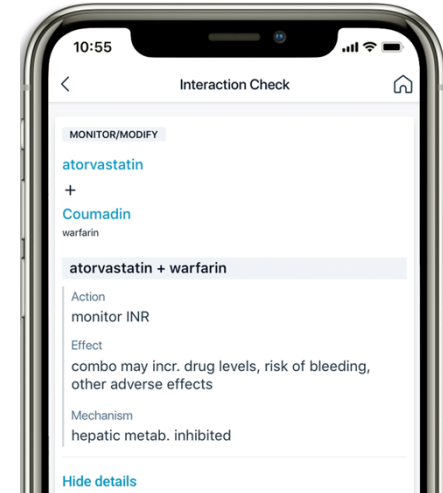 10:55
Interaction Check
MONITOR/MODIFY
atorvastatin
+
Coumadin
warfarin
atorvastatin + warfarin
Action
monitor INR
Effect
combo may incr. drug levels, risk of bleeding,
other adverse effects
Mechanism
hepatic metab. inhibited
Hide details